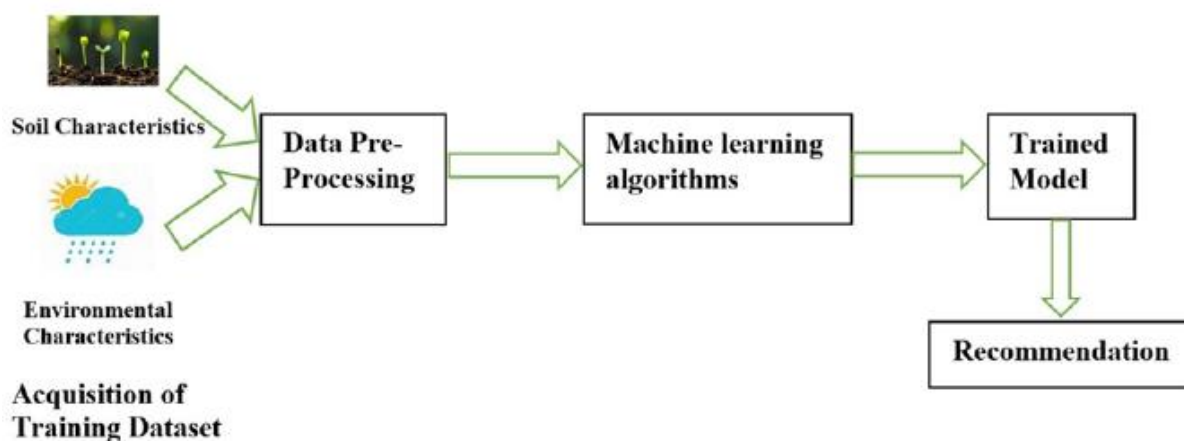 Soil Characteristics
Environmental
Characteristics
Acquisition of
Training Dataset
Data Pre-
Processing
Machine learning
algorithms
Trained
Model
Recommendation